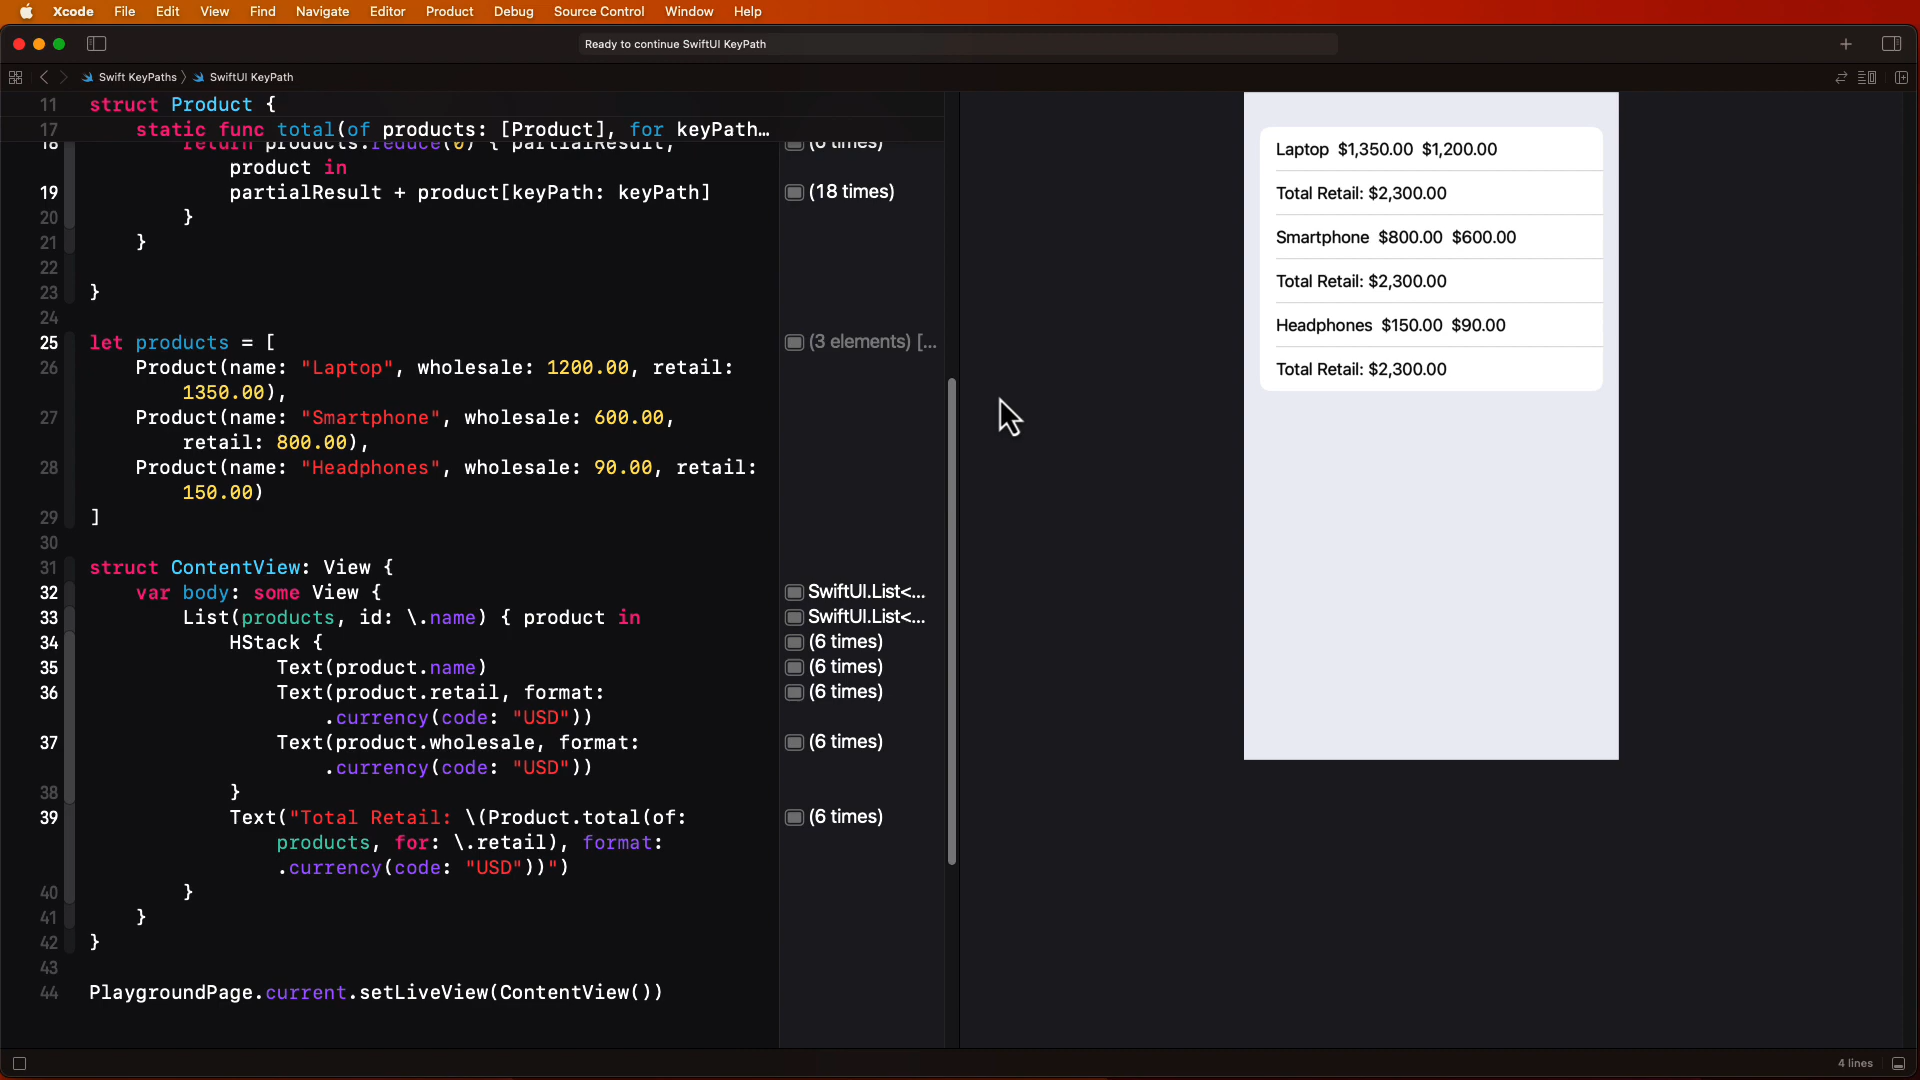 Xcode File Edit View Find Navigate Editor Product Debug Source Control Window Help
Ready to continue SwiftUI KeyPath
Swift KeyPaths SwiftUI KeyPath
11 struct Product {
17 static func total(of products: [Product], for keyPath…
18 return products.reduce(0) { partialResult, (6 times)
product in
19 partialResult + product[keyPath: keyPath] (18 times)
20 }
21 }
22
23 }
24
25 let products = [ (3 elements) [...
26 Product(name: "Laptop", wholesale: 1200.00, retail:
1350.00),
27 Product(name: "Smartphone", wholesale: 600.00,
retail: 800.00),
28 Product(name: "Headphones", wholesale: 90.00, retail:
150.00)
29 ]
30
31 struct ContentView: View {
32 var body: some View { SwiftUI.List<...
33 List(products, id: \.name) { product in SwiftUI.List<...
34 HStack { (6 times)
35 Text(product.name) (6 times)
36 Text(product.retail, format: (6 times)
.currency(code: "USD"))
37 Text(product.wholesale, format: (6 times)
.currency(code: "USD"))
38 }
39 Text("Total Retail: \(Product.total(of: (6 times)
products, for: \.retail), format:
.currency(code: "USD"))")
40 }
41 }
42 }
43
44 PlaygroundPage.current.setLiveView(ContentView())
Laptop $1,350.00 $1,200.00
Total Retail: $2,300.00
Smartphone $800.00 $600.00
Total Retail: $2,300.00
Headphones $150.00 $90.00
Total Retail: $2,300.00
4 lines